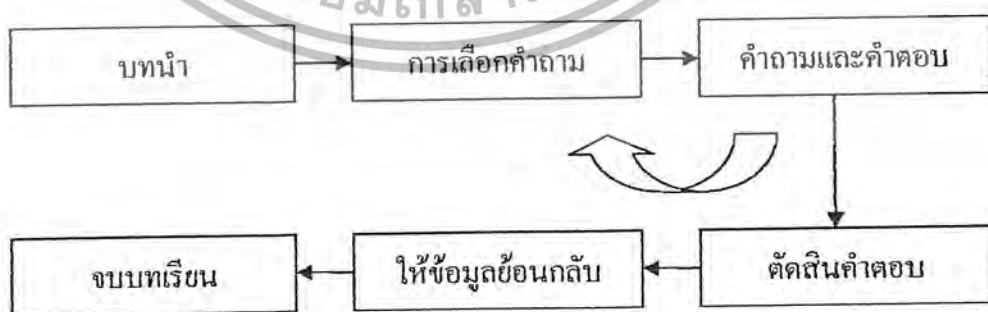 บทนำ
การเลือกคำถาม
คำถามและคำตอบ
จบบทเรียน
ให้ข้อมูลย้อนกลับ
ตัดสินคำตอบ